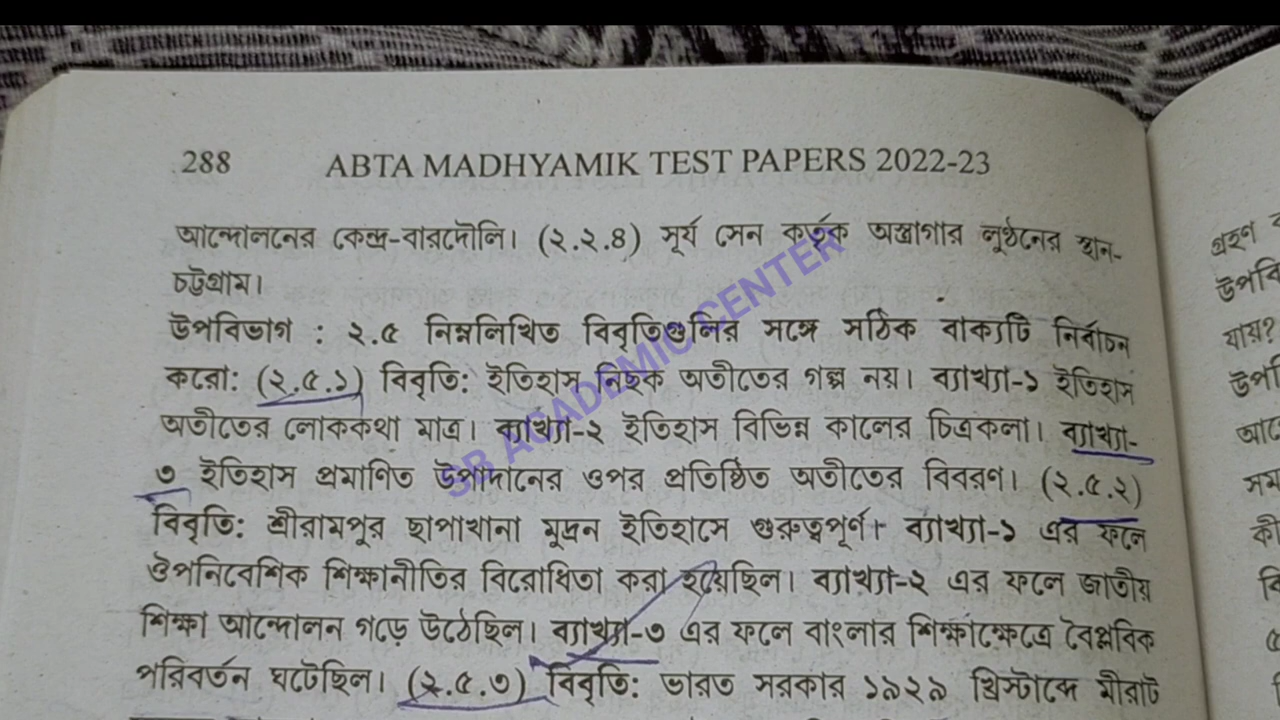 288 ABTA MADHYAMIK TEST PAPERS 2022-23
আন্দোলনের কেন্দ্র-বারদৌলি। (২.২.৪) সূর্য সেন কর্তৃক অস্ত্রাগার লুণ্ঠনের স্থান-
চট্টগ্রাম।
উপবিভাগ : ২.৫ নিম্নলিখিত বিবৃতিগুলির সঙ্গে সঠিক বাক্যটি নির্বাচন
করো: (২.৫.১) বিবৃতি: ইতিহাস নিছক অতীতের গল্প নয়। ব্যাখ্যা-১ ইতিহাস
অতীতের লোককথা মাত্র। ব্যাখ্যা-২ ইতিহাস বিভিন্ন কালের চিত্রকলা। ব্যাখ্যা-
৩ ইতিহাস প্রমাণিত উপাদানের ওপর প্রতিষ্ঠিত অতীতের বিবরণ। (২.৫.২)
বিবৃতি: শ্রীরামপুর ছাপাখানা মুদ্রন ইতিহাসে গুরুত্বপূর্ণ। ব্যাখ্যা-১ এর ফলে
ঔপনিবেশিক শিক্ষানীতির বিরোধিতা করা হয়েছিল। ব্যাখ্যা-২ এর ফলে জাতীয়
শিক্ষা আন্দোলন গড়ে উঠেছিল। ব্যাখ্যা-৩ এর ফলে বাংলার শিক্ষাক্ষেত্রে বৈপ্লবিক
পরিবর্তন ঘটেছিল। (২.৫.৩) বিবৃতি: ভারত সরকার ১৯২৯ খ্রিস্টাব্দে মীরাট
SB ACADEMIC CENTER
গ্রহণ
যায়?